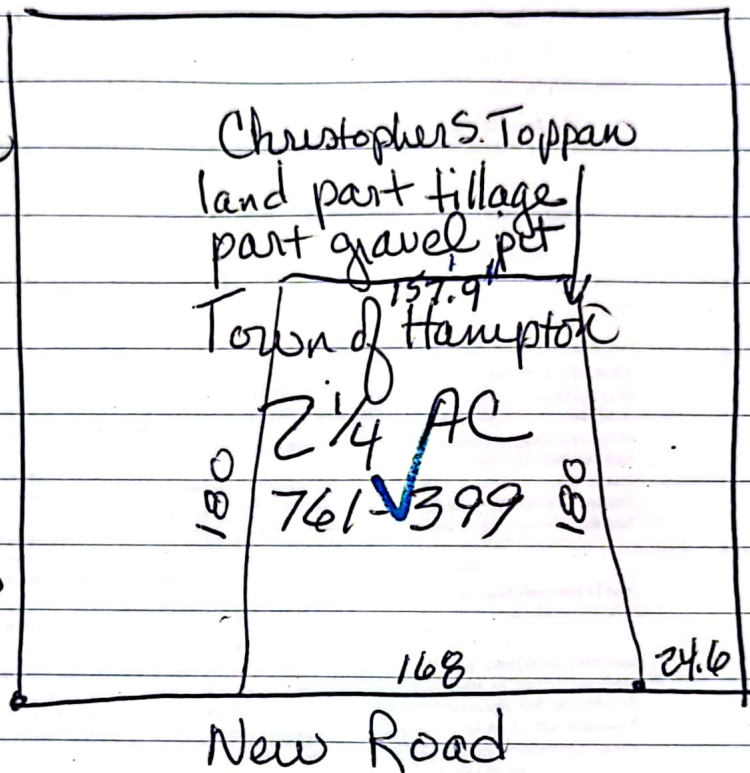 Christopher S. Toppan
land part tillage
part gravel pit
157.9
Town of Hampton
2 1/4 AC
180
761-399
180
168
24.6
New Road